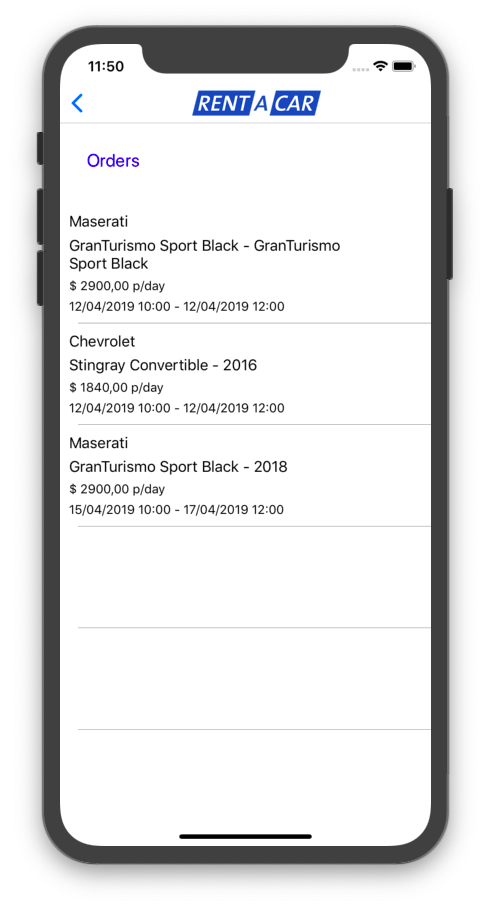 11:50
RENT A CAR
Orders
Maserati
GranTurismo Sport Black - GranTurismo
Sport Black
$ 2900,00 p/day
12/04/2019 10:00 - 12/04/2019 12:00
Chevrolet
Stingray Convertible - 2016
$ 1840,00 p/day
12/04/2019 10:00 - 12/04/2019 12:00
Maserati
GranTurismo Sport Black - 2018
$ 2900,00 p/day
15/04/2019 10:00 - 17/04/2019 12:00